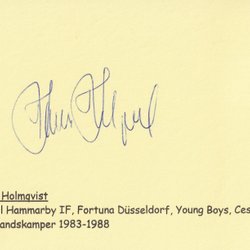 Holmqvist
l Hammarby IF, Fortuna Düsseldorf, Young Boys, Ces
andskamper 1983-1988